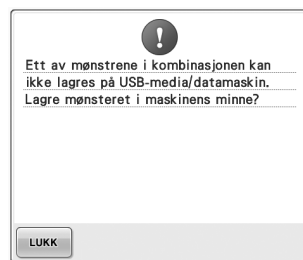 Ett av mønstrene i kombinasjonen kan
ikke lagres på USB-media/datamaskin.
Lagre mønsteret i maskinens minne?
LUKK